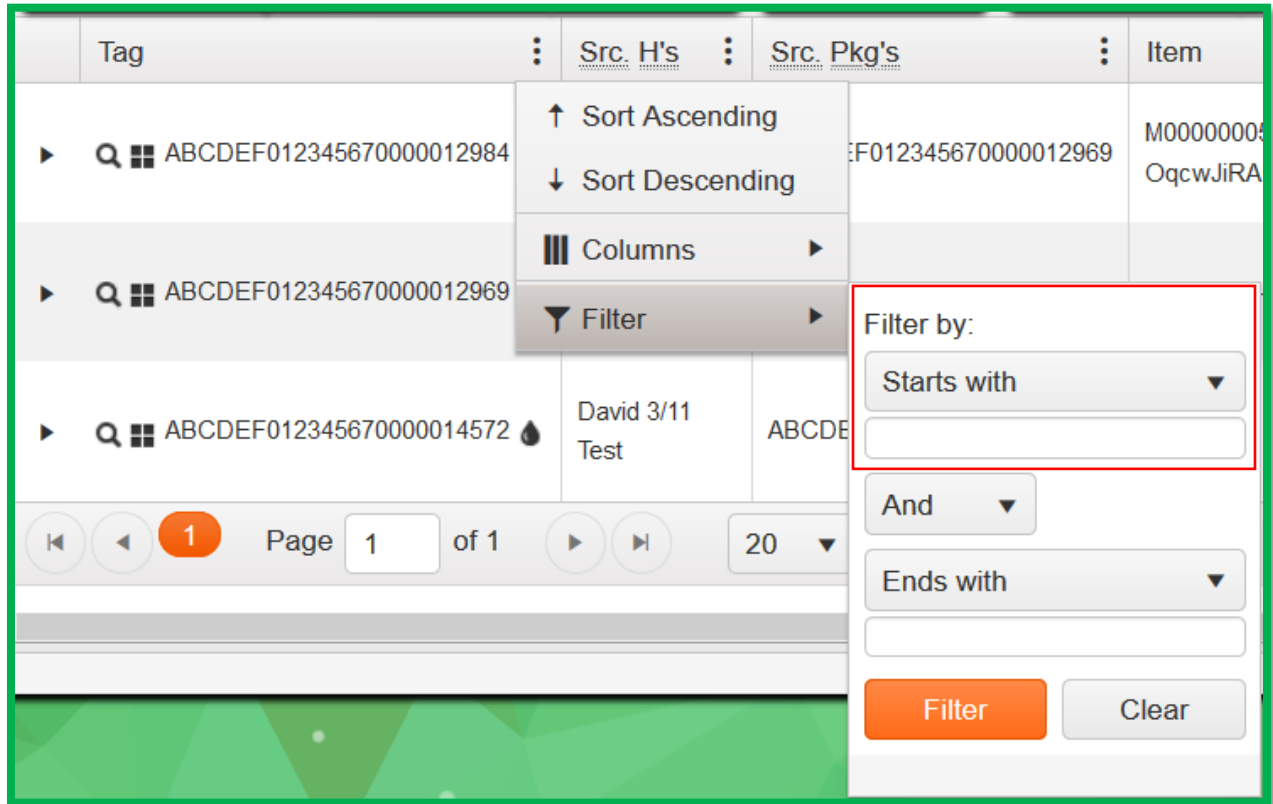 Tag
Src. H's
Src. Pkg's
Item
Sort Ascending
Sort Descending
Columns
Filter
ABCDEF012345670000012984
EF012345670000012969
M00000005
OqcwJiRA
ABCDEF012345670000012969
ABCDEF012345670000014572
David 3/11
Test
ABCDE
Filter by:
Starts with
And
Ends with
Filter
Clear
1
Page 1 of 1
20